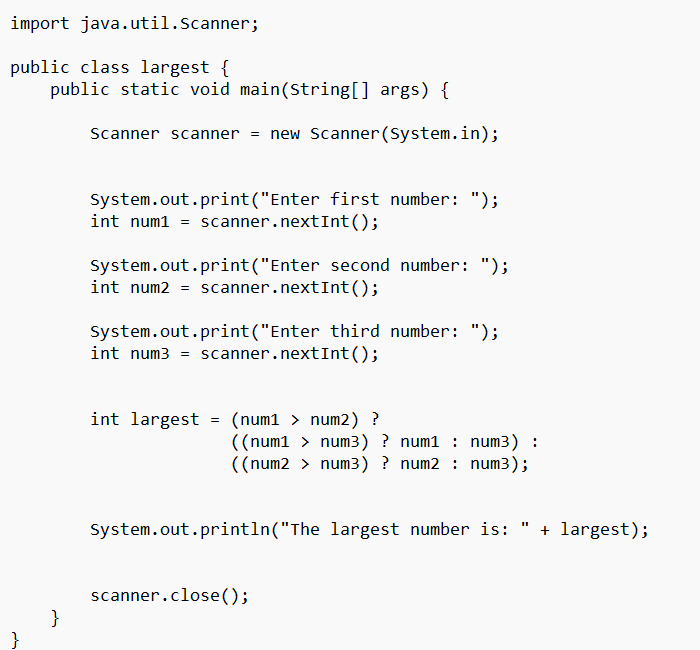 import java.util.Scanner;
public class largest {
public static void main(String[] args) {
Scanner scanner = new Scanner(System.in);
System.out.print("Enter first number: ");
int num1 = scanner.nextInt();
System.out.print("Enter second number: ");
int num2 = scanner.nextInt();
System.out.print("Enter third number: ");
int num3 = scanner.nextInt();
int largest = (num1 > num2) ?
((num1 > num3) ? num1 : num3) :
((num2 > num3) ? num2 : num3);
System.out.println("The largest number is: " + largest);
scanner.close();
}
}